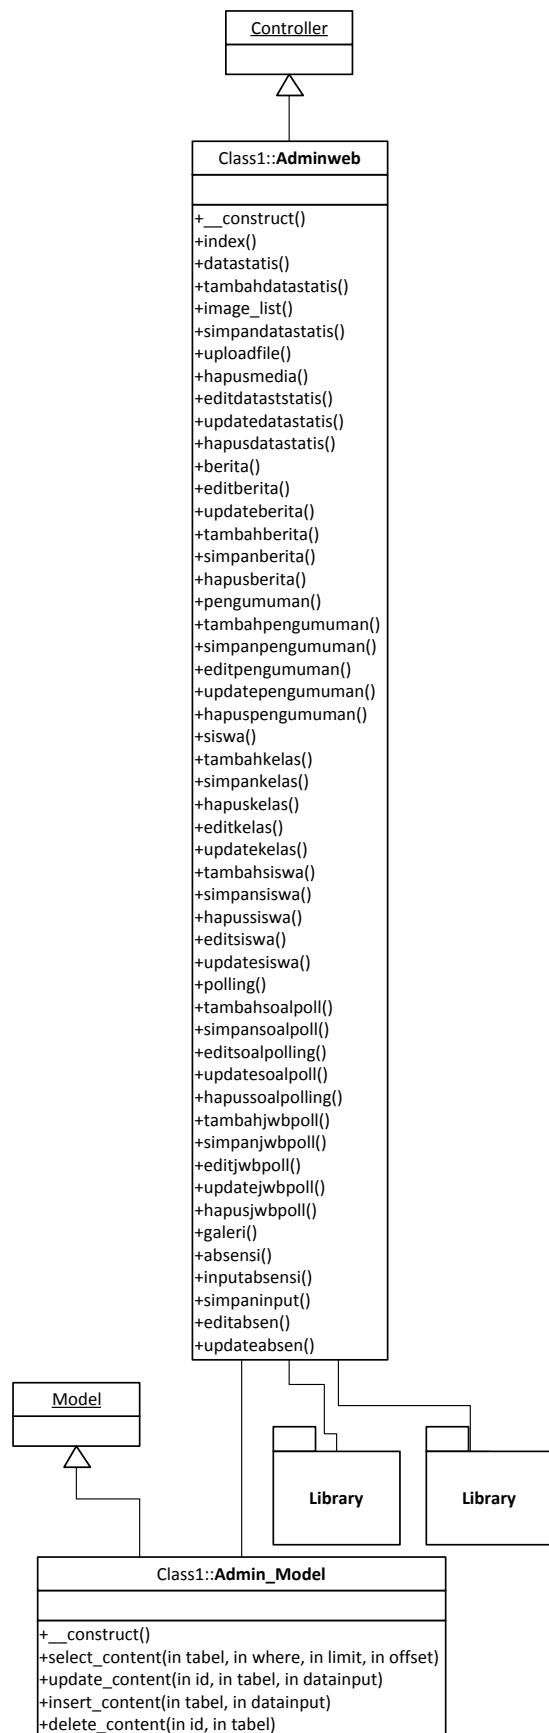 Controller
Class1::Adminweb
+__construct()
+index()
+datastatis()
+tambahdatastatis()
+image_list()
+simpandatastatis()
+uploadfile()
+hapusmedia()
+editdataststatis()
+updatedatastatis()
+hapusdatastatis()
+berita()
+editberita()
+updateberita()
+tambahberita()
+simpanberita()
+hapusberita()
+pengumuman()
+tambahpengumuman()
+simpanpengumuman()
+editpengumuman()
+updatepengumuman()
+hapuspengumuman()
+siswa()
+tambahkelas()
+simpankelas()
+hapuskelas()
+editkelas()
+updatekelas()
+tambahsiswa()
+simpansiswa()
+hapussiswa()
+editsiswa()
+updatesiswa()
+polling()
+tambahsoalpoll()
+simpansoalpoll()
+editsoalpolling()
+updatesoalpoll()
+hapussoalpolling()
+tambahjwbpoll()
+simpanjwbpoll()
+editjwbpoll()
+updatejwbpoll()
+hapusjwbpoll()
+galeri()
+absensi()
+inputabsensi()
+simpaninput()
+editabsen()
+updateabsen()
Model
Library
Library
Class1::Admin_Model
+__construct()
+select_content(in tabel, in where, in limit, in offset)
+update_content(in id, in tabel, in datainput)
+insert_content(in tabel, in datainput)
+delete_content(in id, in tabel)